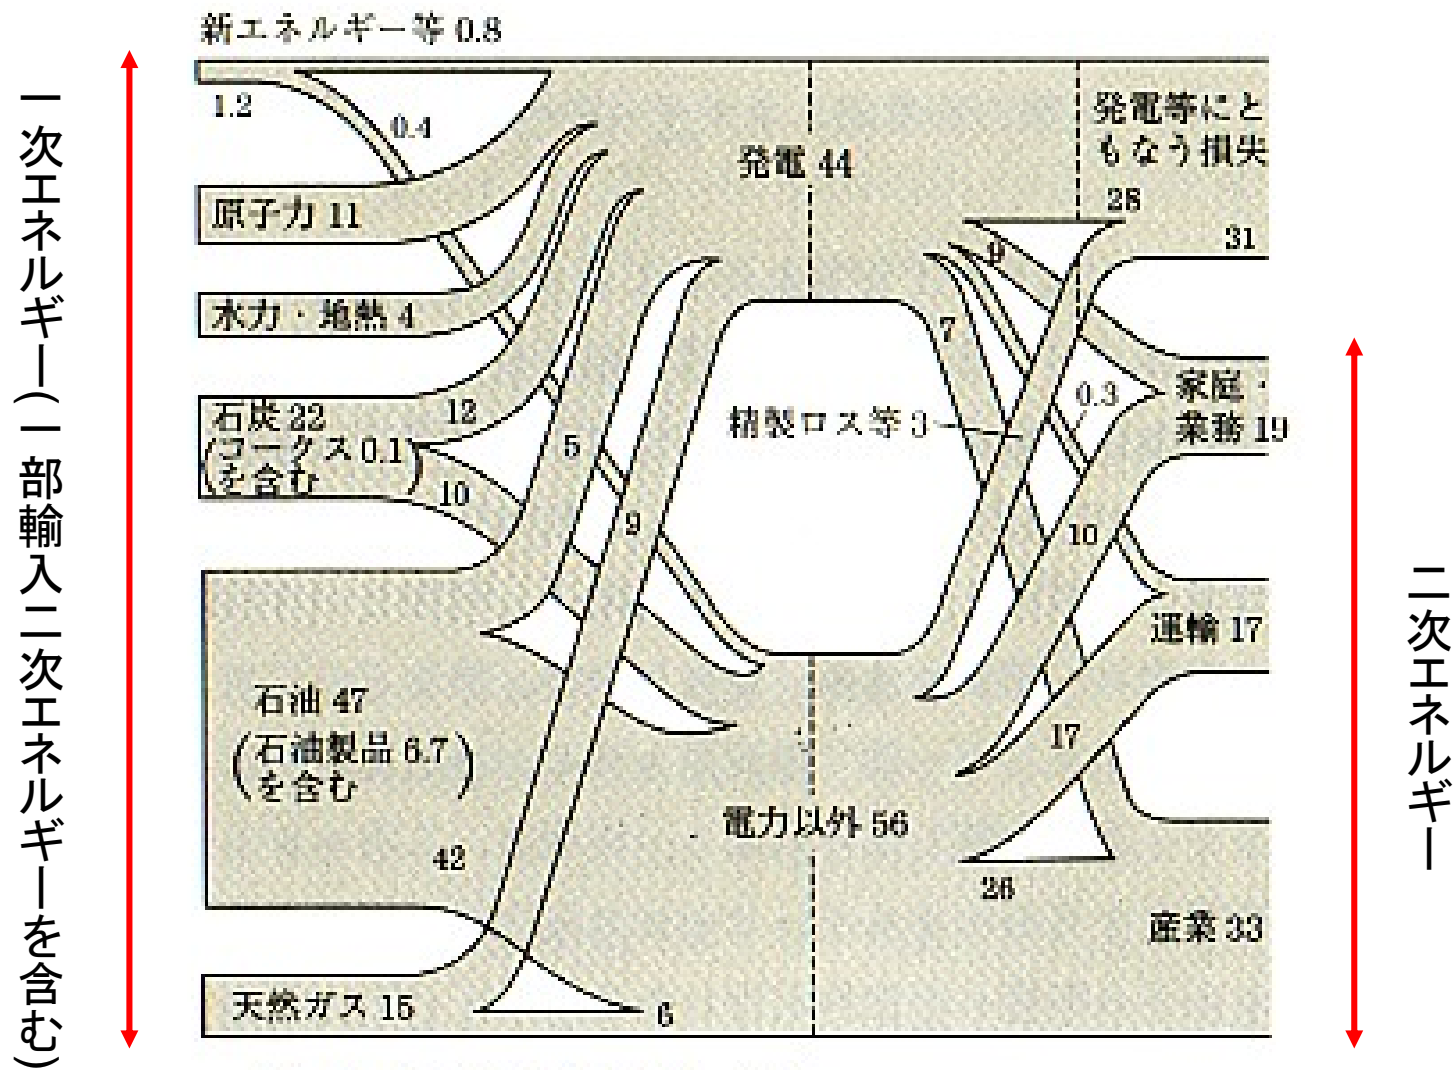 新エネルギー等 0.8
1.2
0.4
原子力 11
水力・地熱 4
石炭 22
(コークス 0.1)
を含む
12
10
5
9
石油 47
(石油製品 6.7)
を含む
42
天然ガス 15
6
発電 44
精製ロス等 3
電力以外 56
発電等にと
もなう損失
28
31
9
7
0.3
家庭・
業務 19
10
運輸 17
17
26
産業 33
一次エネルギー(一部輸入二次エネルギーを含む)
二次エネルギー